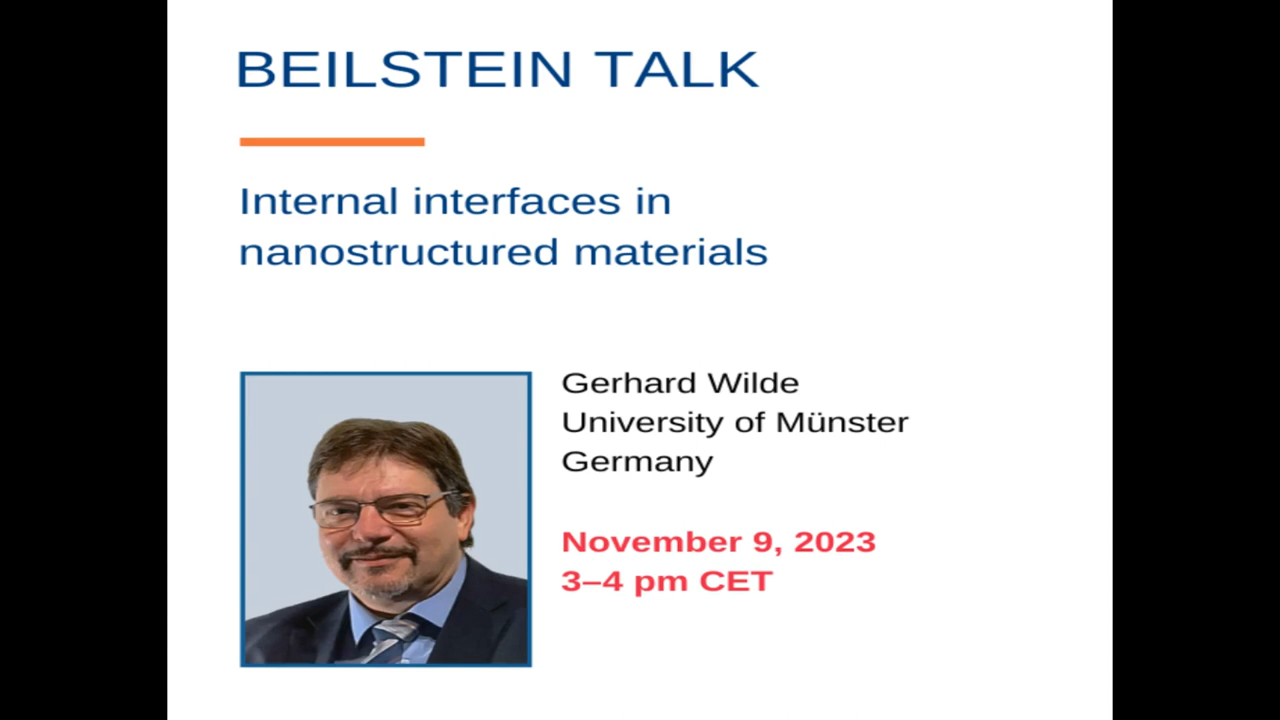 BEILSTEIN TALK
Internal interfaces in
nanostructured materials
Gerhard Wilde
University of Münster
Germany
November 9, 2023
3–4 pm CET